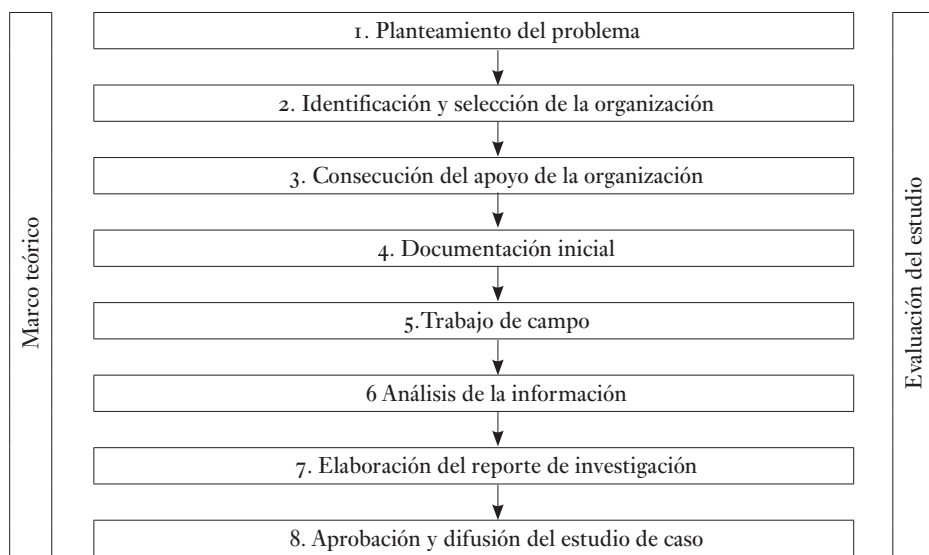 Marco teórico
1. Planteamiento del problema
2. Identificación y selección de la organización
3. Consecución del apoyo de la organización
4. Documentación inicial
5.Trabajo de campo
6 Análisis de la información
7. Elaboración del reporte de investigación
8. Aprobación y difusión del estudio de caso
Evaluación del estudio